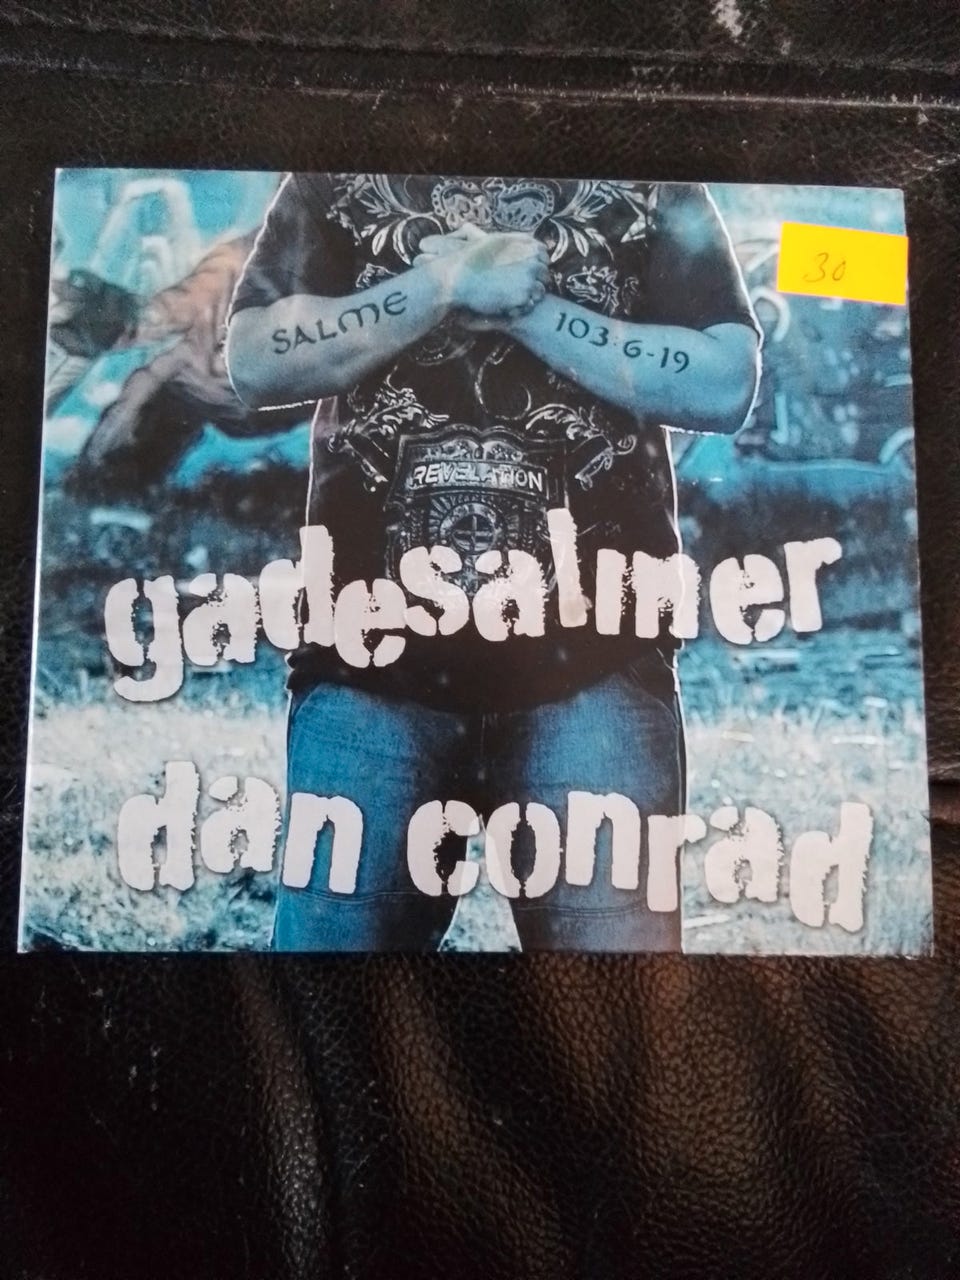 30
SALME
103:6-19
REVELATION
gadesalmer
dan conrad